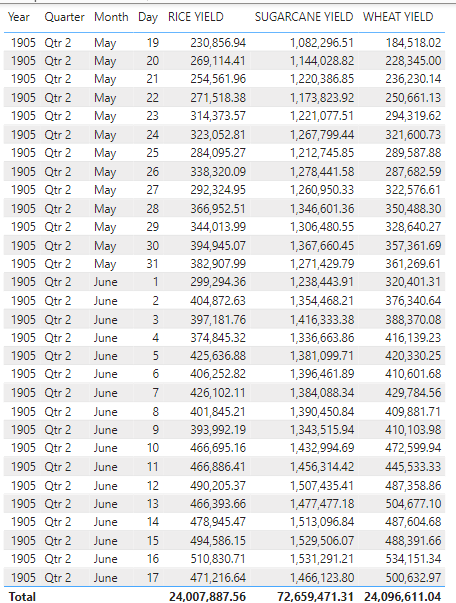 Year Quarter Month Day RICE YIELD SUGARCANE YIELD WHEAT YIELD
1905 Qtr 2 May 19 230,856.94 1,082,296.51 184,518.02
1905 Qtr 2 May 20 269,114.41 1,144,028.82 228,345.00
1905 Qtr 2 May 21 254,561.96 1,220,386.85 236,230.14
1905 Qtr 2 May 22 271,518.38 1,173,823.92 250,661.13
1905 Qtr 2 May 23 314,373.57 1,221,077.51 294,319.62
1905 Qtr 2 May 24 323,052.81 1,267,799.44 321,600.73
1905 Qtr 2 May 25 284,095.27 1,212,745.85 289,587.88
1905 Qtr 2 May 26 338,320.09 1,278,441.58 287,682.59
1905 Qtr 2 May 27 292,324.95 1,260,950.33 322,576.61
1905 Qtr 2 May 28 366,952.51 1,346,601.36 350,488.30
1905 Qtr 2 May 29 344,013.99 1,306,480.55 328,640.27
1905 Qtr 2 May 30 394,945.07 1,367,660.45 357,361.69
1905 Qtr 2 May 31 382,907.99 1,271,429.79 361,269.61
1905 Qtr 2 June 1 299,294.36 1,238,443.91 320,401.31
1905 Qtr 2 June 2 404,872.63 1,354,468.21 376,340.64
1905 Qtr 2 June 3 397,181.76 1,416,333.38 388,370.08
1905 Qtr 2 June 4 374,845.32 1,336,663.86 416,139.23
1905 Qtr 2 June 5 425,636.88 1,381,099.71 420,330.25
1905 Qtr 2 June 6 406,252.82 1,396,461.89 410,601.68
1905 Qtr 2 June 7 426,102.11 1,384,088.34 429,784.56
1905 Qtr 2 June 8 401,845.21 1,390,450.84 409,881.71
1905 Qtr 2 June 9 393,992.19 1,343,515.94 410,103.98
1905 Qtr 2 June 10 466,695.16 1,432,994.69 472,599.94
1905 Qtr 2 June 11 466,886.41 1,456,314.42 445,533.33
1905 Qtr 2 June 12 490,205.37 1,507,435.41 487,358.86
1905 Qtr 2 June 13 466,393.66 1,477,477.18 504,677.10
1905 Qtr 2 June 14 478,945.47 1,513,096.84 487,604.68
1905 Qtr 2 June 15 494,586.15 1,529,506.07 488,391.66
1905 Qtr 2 June 16 510,830.71 1,531,291.21 534,151.34
1905 Qtr 2 June 17 471,216.64 1,466,123.80 500,632.97
Total 24,007,887.56 72,659,471.31 24,096,611.04